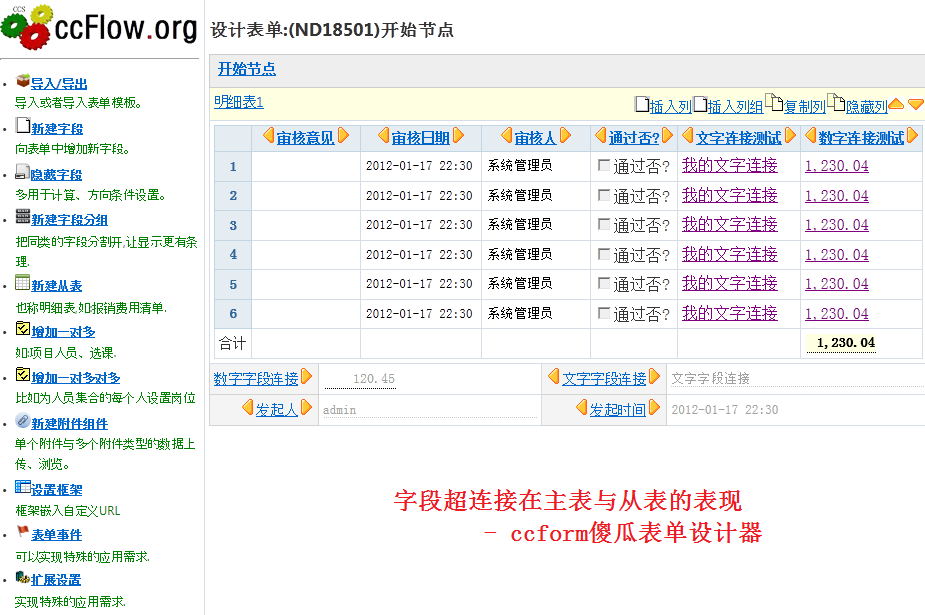 CCS
ccFlow.org
导入/导出
导入或者导入表单模板。
新建字段
向表单中增加新字段。
隐藏字段
多用于计算、方向条件设置。
新建字段分组
把同类的字段分割开,让显示更有条
理.
新建从表
也称明细表,如:报销费用清单.
增加一对多
如:项目人员、选课.
增加一对多对多
比如为人员集合的每个人设置岗位
新建附件组件
单个附件与多个附件类型的数据上
传、浏览。
设置框架
框架嵌入自定义URL
表单事件
可以实现特殊的应用需求.
扩展设置
实现特殊的应用需求.
设计表单:(ND18501)开始节点
开始节点
明细表1 插入列 插入列组 复制列 隐藏列
审核意见 审核日期 审核人 通过否? 文字连接测试 数字连接测试
1 2012-01-17 22:30 系统管理员 通过否? 我的文字连接 1,230.04
2 2012-01-17 22:30 系统管理员 通过否? 我的文字连接 1,230.04
3 2012-01-17 22:30 系统管理员 通过否? 我的文字连接 1,230.04
4 2012-01-17 22:30 系统管理员 通过否? 我的文字连接 1,230.04
5 2012-01-17 22:30 系统管理员 通过否? 我的文字连接 1,230.04
6 2012-01-17 22:30 系统管理员 通过否? 我的文字连接 1,230.04
合计 1,230.04
数字字段连接 120.45 文字字段连接 文字字段连接
发起人 admin 发起时间 2012-01-17 22:30
字段超连接在主表与从表的表现
- ccform傻瓜表单设计器